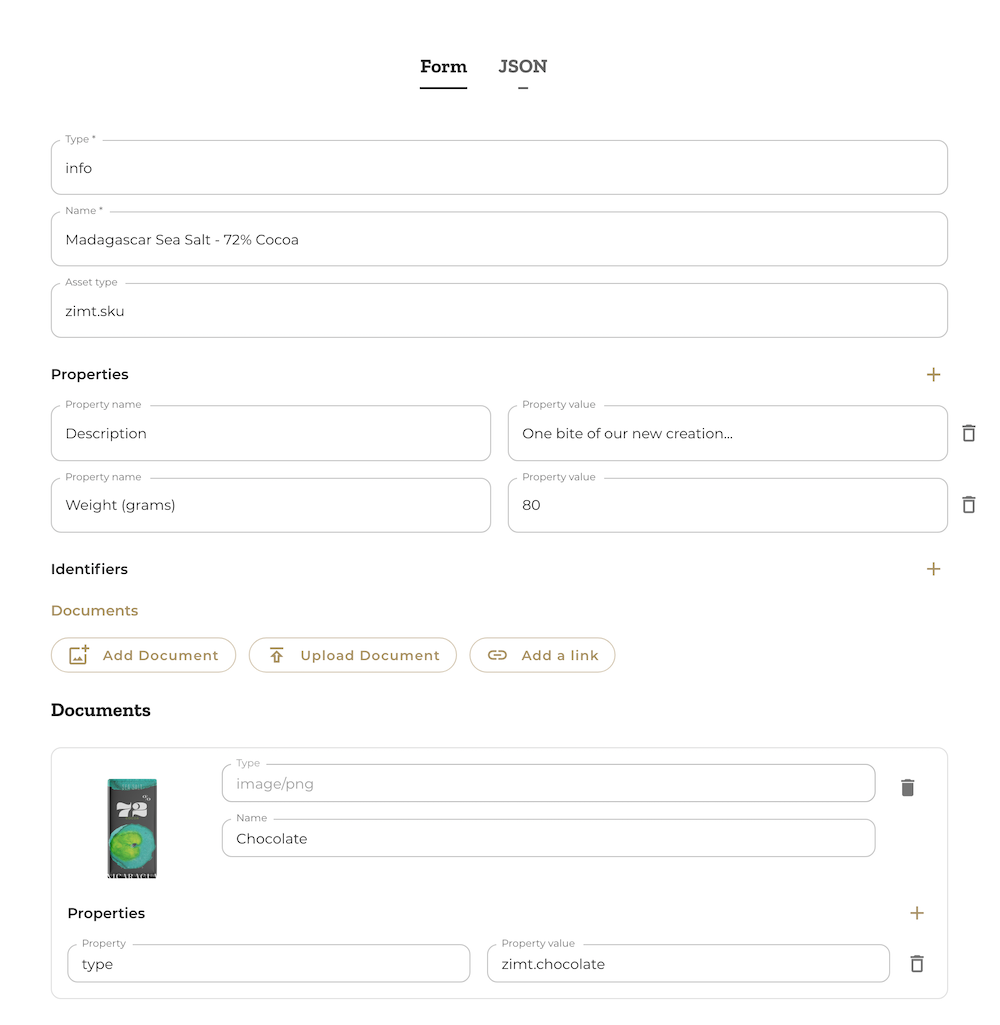 Form JSON
Type *
info
Name *
Madagascar Sea Salt - 72% Cocoa
Asset type
zimt.sku
Properties
Property name Property value
Description One bite of our new creation...
Property name Property value
Weight (grams) 80
Identifiers
Documents
Add Document Upload Document Add a link
Documents
Type
image/png
Name
Chocolate
72%
Properties
Property Property value
type zimt.chocolate